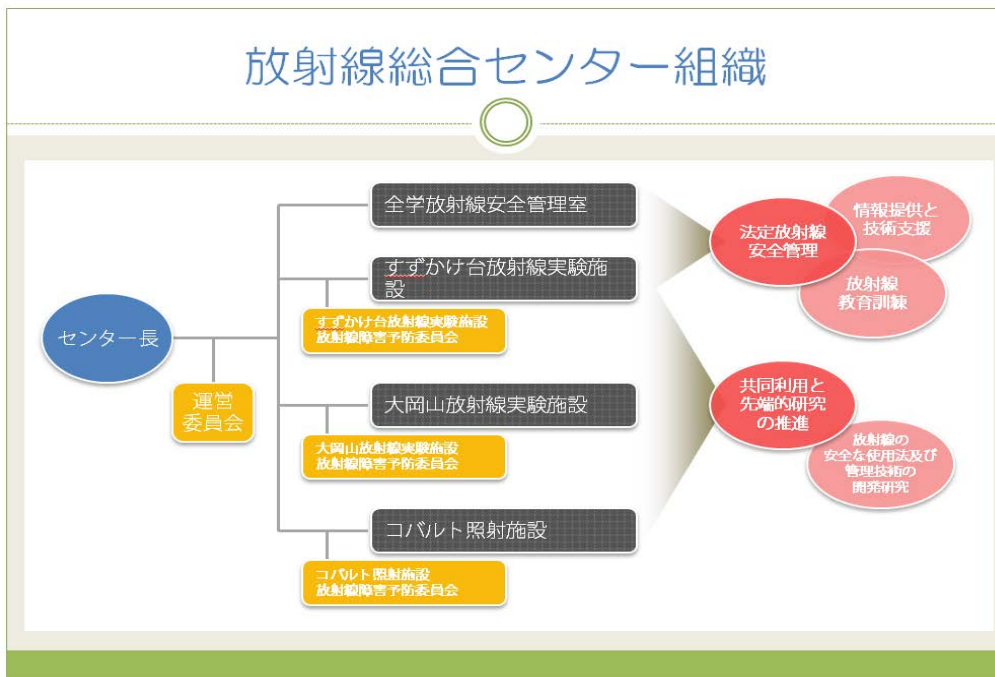 放射線総合センター組織
全学放射線安全管理室
すずかけ台放射線実験施
設
すずかけ台放射線実験施設
放射線障害予防委員会
センター長
運営
委員会
大岡山放射線実験施設
大岡山放射線実験施設
放射線障害予防委員会
コバルト照射施設
コバルト照射施設
放射線障害予防委員会
法定放射線
安全管理
情報提供と
技術支援
放射線
教育訓練
共同利用と
先端的研究
の推進
放射線の
安全な使用法及び
管理技術の
開発研究